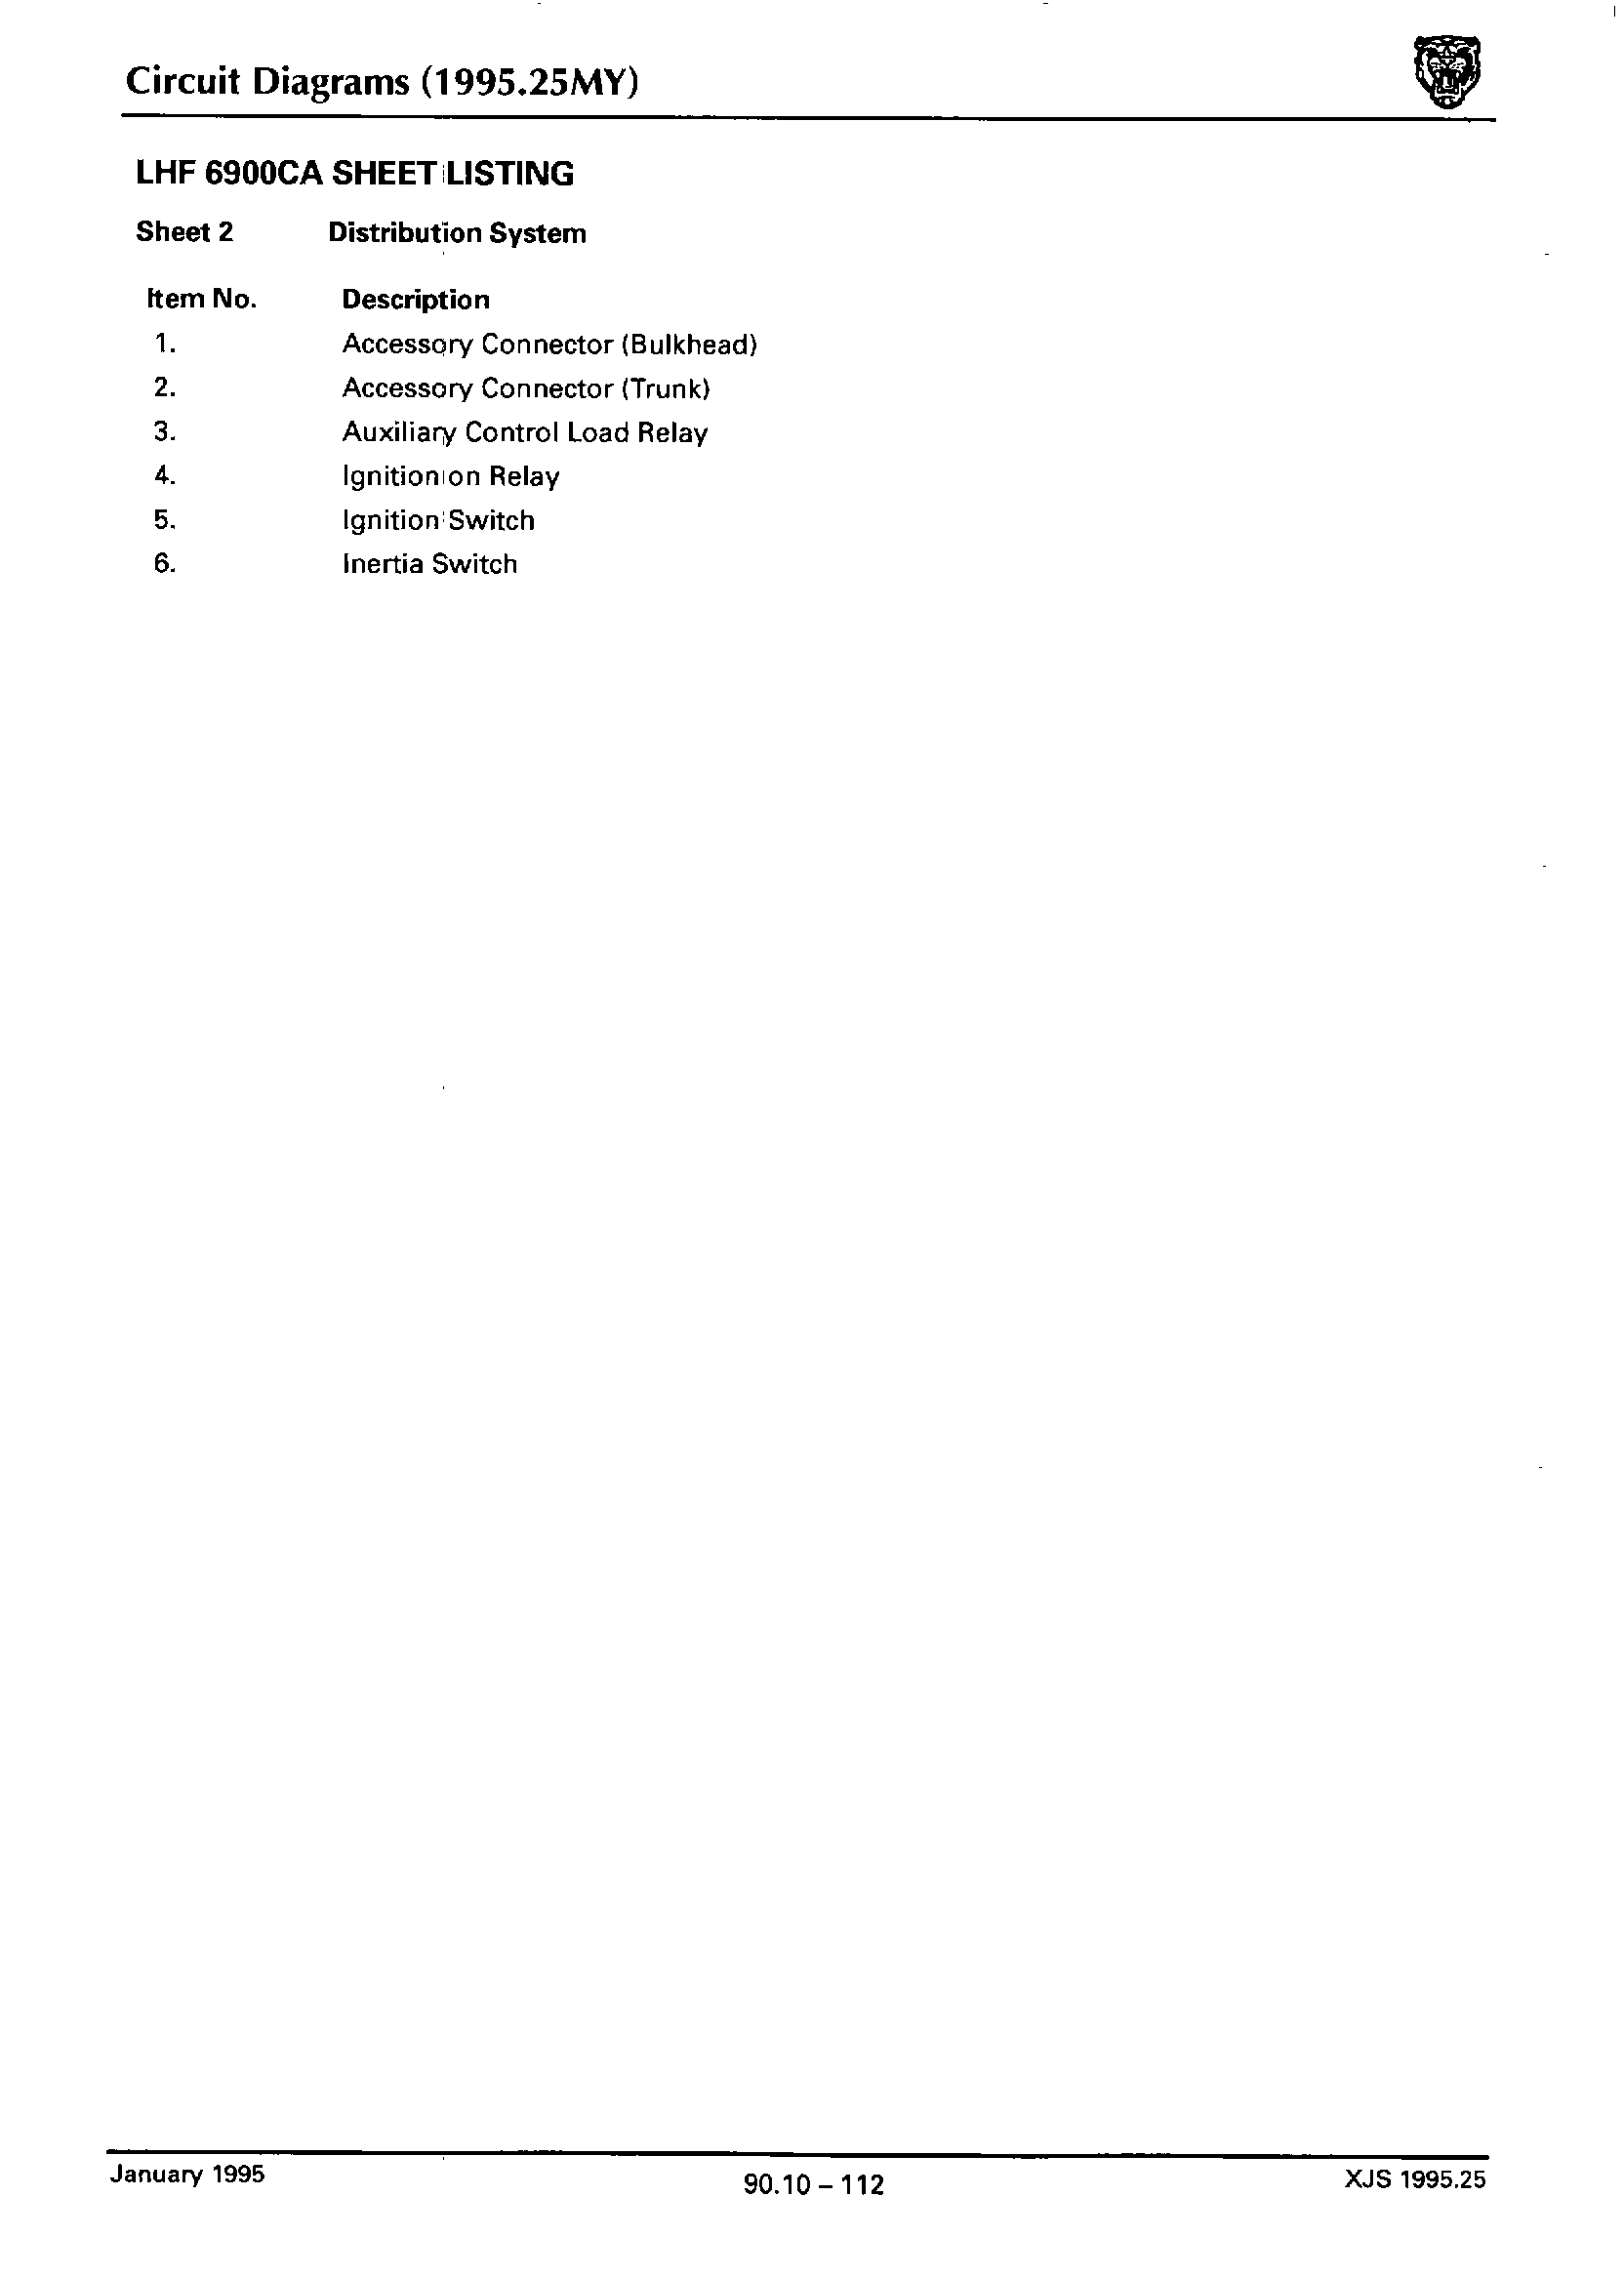 Circuit Diagrams (1995.25MY)
LHF 6900CA SHEET LISTING
Sheet 2 Distribution System
Item No. Description
1. Accessory Connector (Bulkhead)
2. Accessory Connector (Trunk)
3. Auxiliary Control Load Relay
4. Ignition on Relay
5. Ignition Switch
6. Inertia Switch
January 1995 90.10 – 112 XJS 1995.25